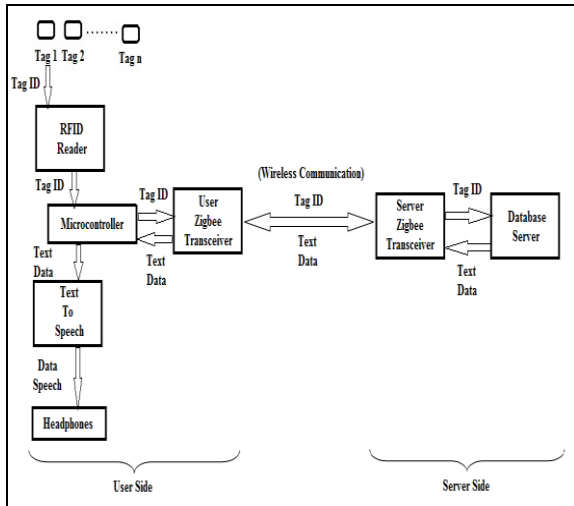 Tag 1 Tag 2 Tag n
Tag ID
RFID
Reader
Tag ID
Microcontroller
Tag ID
Text
Data
User
Zigbee
Transceiver
(Wireless Communication)
Tag ID
Text
Data
Server
Zigbee
Transceiver
Tag ID
Text
Data
Database
Server
Text
Data
Text
To
Speech
Data
Speech
Headphones
User Side
Server Side